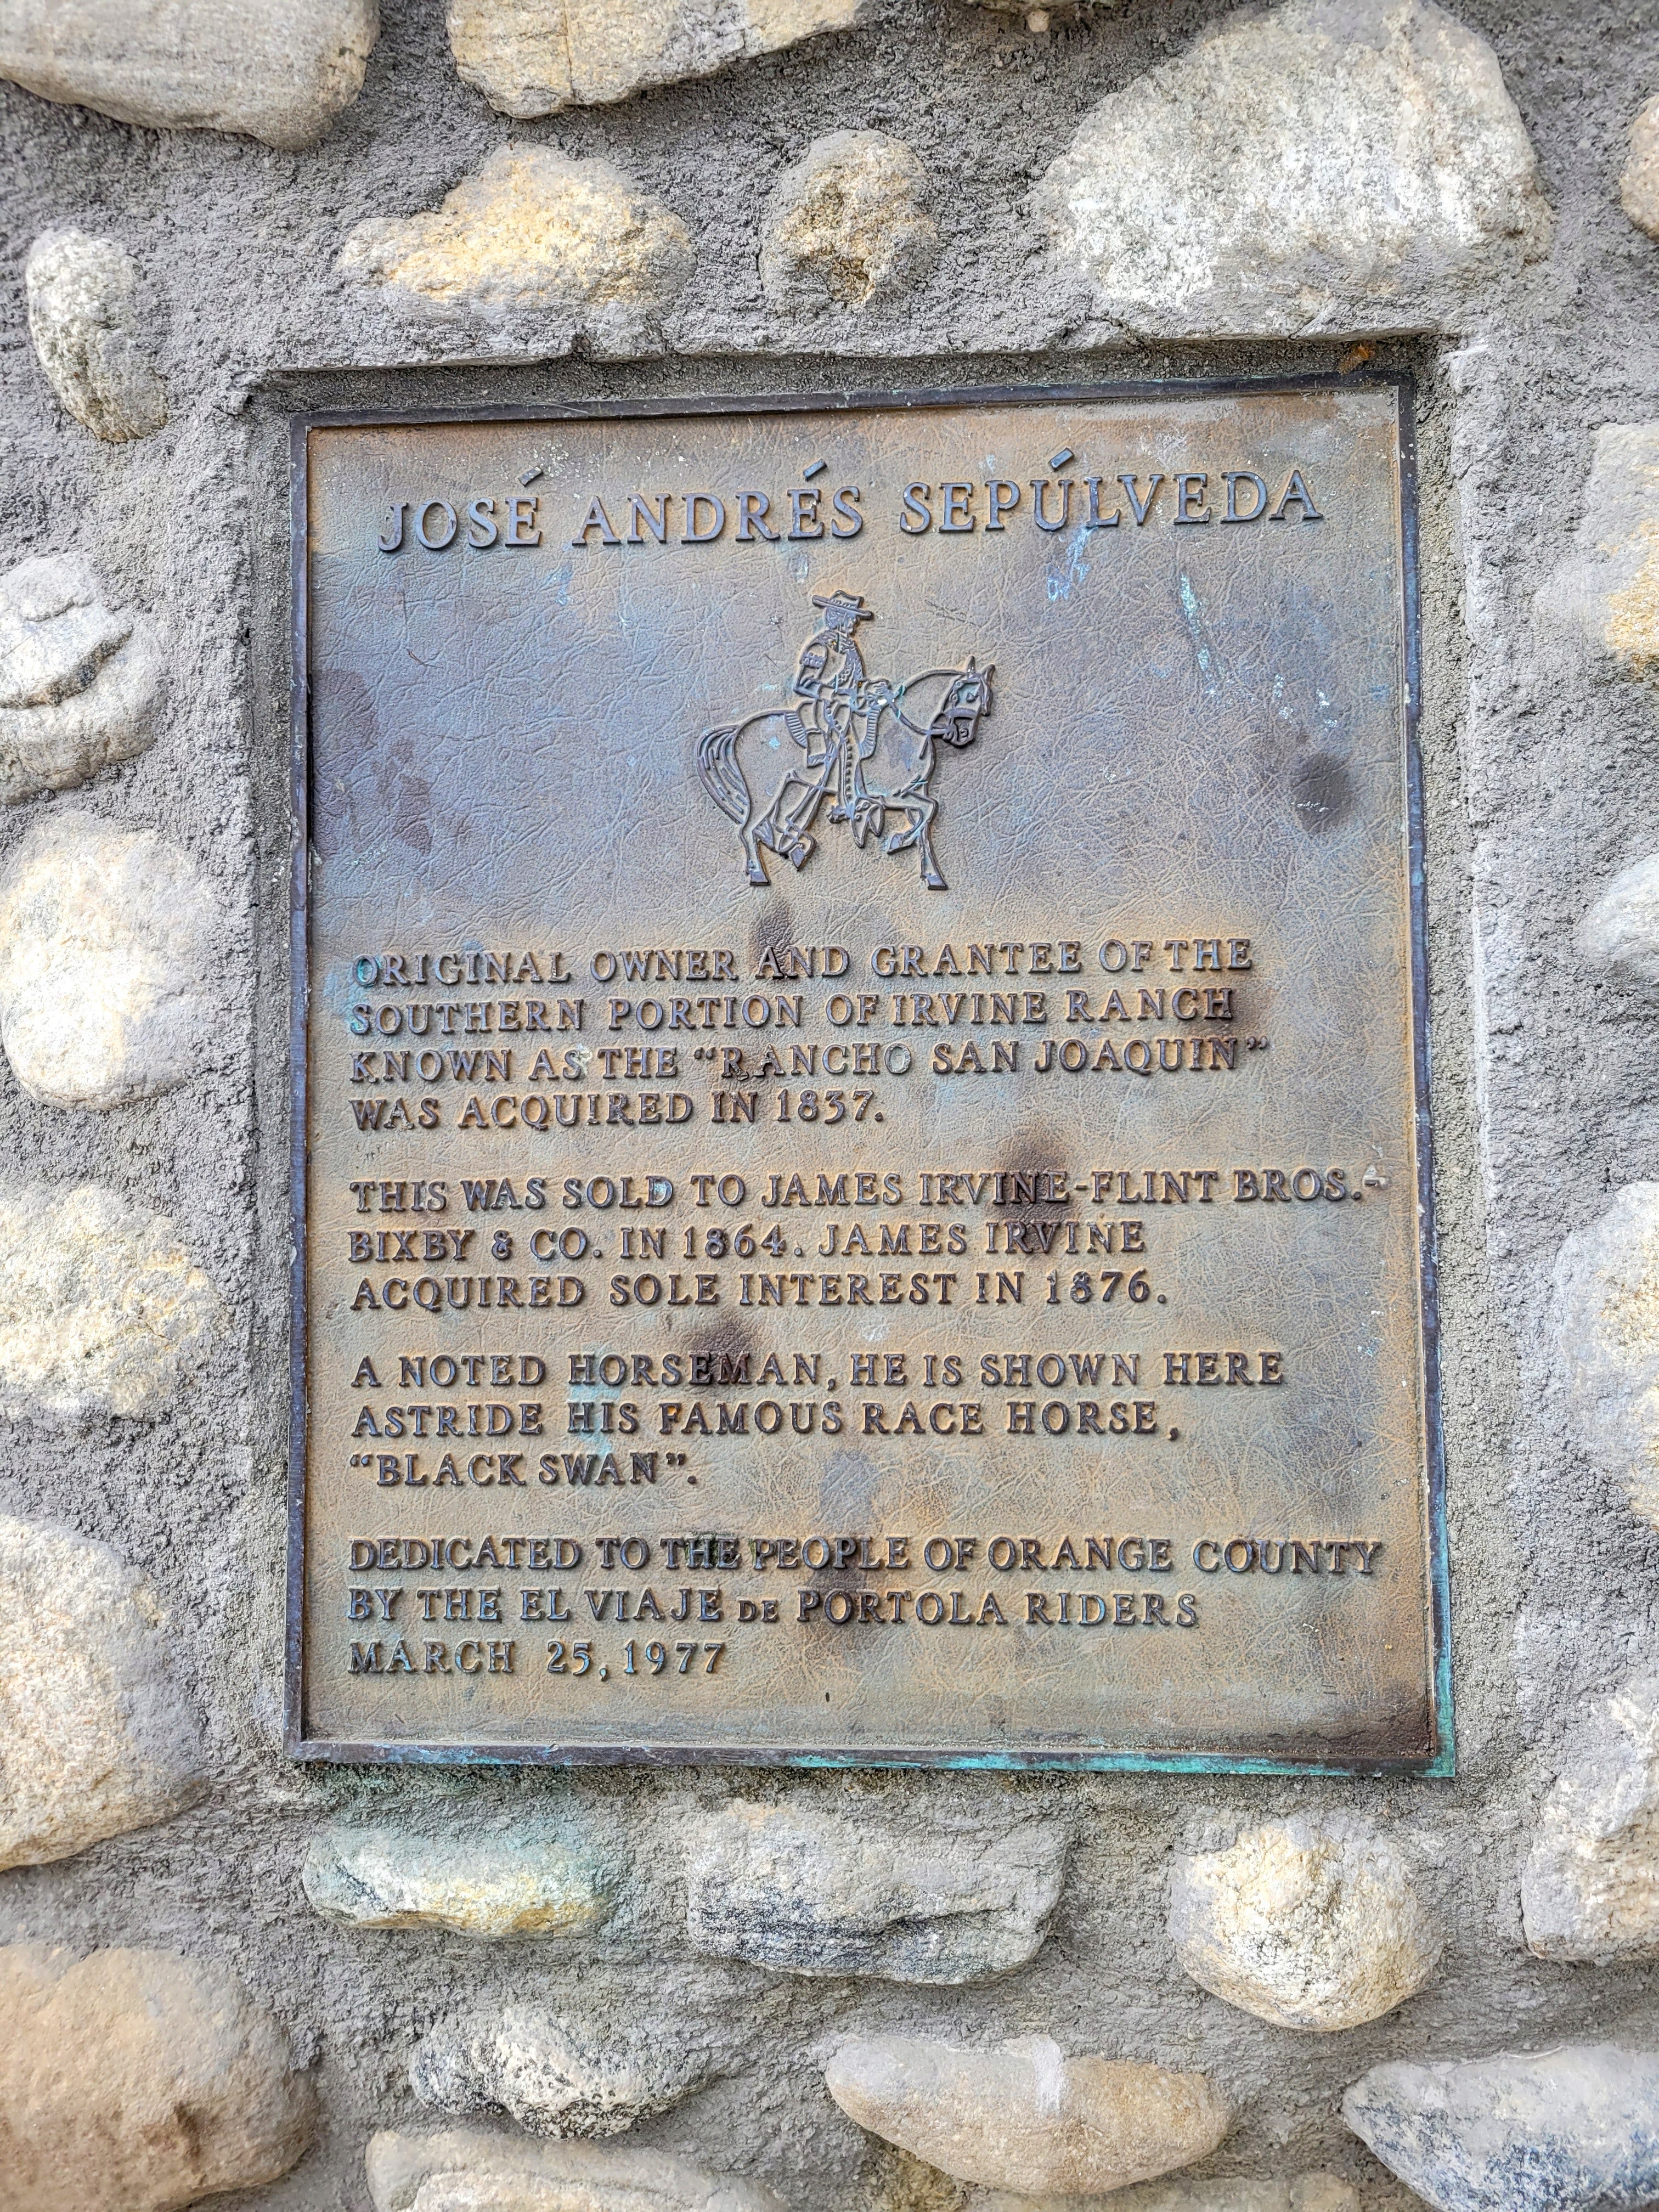 JOSÉ ANDRÉS SEPÚLVEDA
ORIGINAL OWNER AND GRANTEE OF THE
SOUTHERN PORTION OF IRVINE RANCH
KNOWN AS THE “RANCHO SAN JOAQUIN”
WAS ACQUIRED IN 1837.
THIS WAS SOLD TO JAMES IRVINE-FLINT BROS.-
BIXBY & CO. IN 1864. JAMES IRVINE
ACQUIRED SOLE INTEREST IN 1876.
A NOTED HORSEMAN, HE IS SHOWN HERE
ASTRIDE HIS FAMOUS RACE HORSE,
“BLACK SWAN”.
DEDICATED TO THE PEOPLE OF ORANGE COUNTY
BY THE EL VIAJE DE PORTOLA RIDERS
MARCH 25, 1977